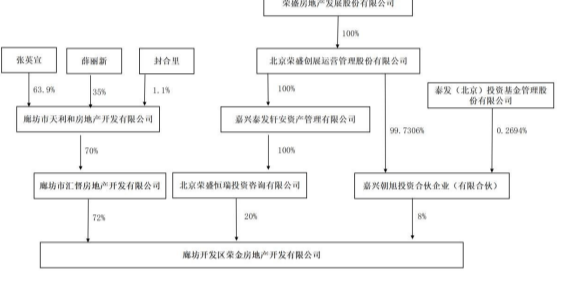 荣盛房地产发展股份有限公司
100%
张英宣
薛丽新
封合里
北京荣盛创展运营管理股份有限公司
63.9%
35%
1.1%
100%
泰发（北京）投资基金管理股
份有限公司
廊坊市天利和房地产开发有限公司
嘉兴泰发轩安资产管理有限公司
99.7306%
0.2694%
70%
100%
廊坊市汇督房地产开发有限公司
北京荣盛恒瑞投资咨询有限公司
嘉兴朝旭投资合伙企业（有限合伙）
72%
20%
8%
廊坊开发区荣金房地产开发有限公司